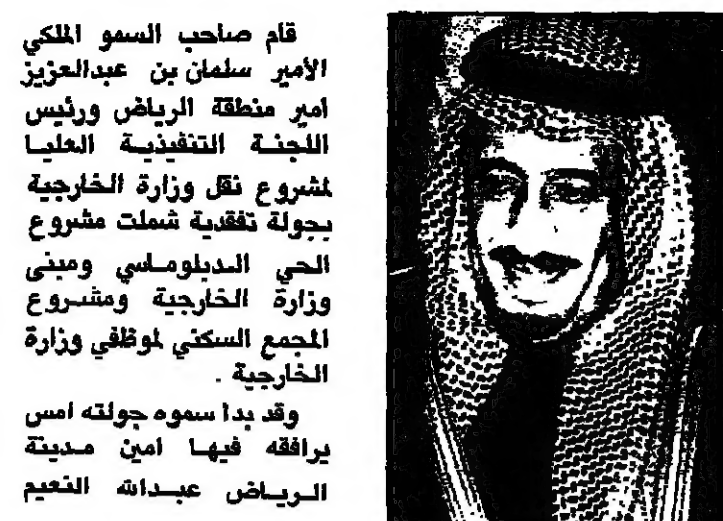 قام صاحب السمو الملكي
الأمير سلمان بن عبدالعزيز
امير منطقة الرياض ورئيس
اللجنة التنفيذية العليا
لمشروع نقل وزارة الخارجية
بجولة تفقدية شملت مشروع
الحي الدبلوماسي ومبنى
وزارة الخارجية ومشروع
المجمع السكني لموظفي وزارة
الخارجية .
وقد بدا سموه جولته امس
يرافقه فيها امين مدينة
الرياض عبدالله النعيم